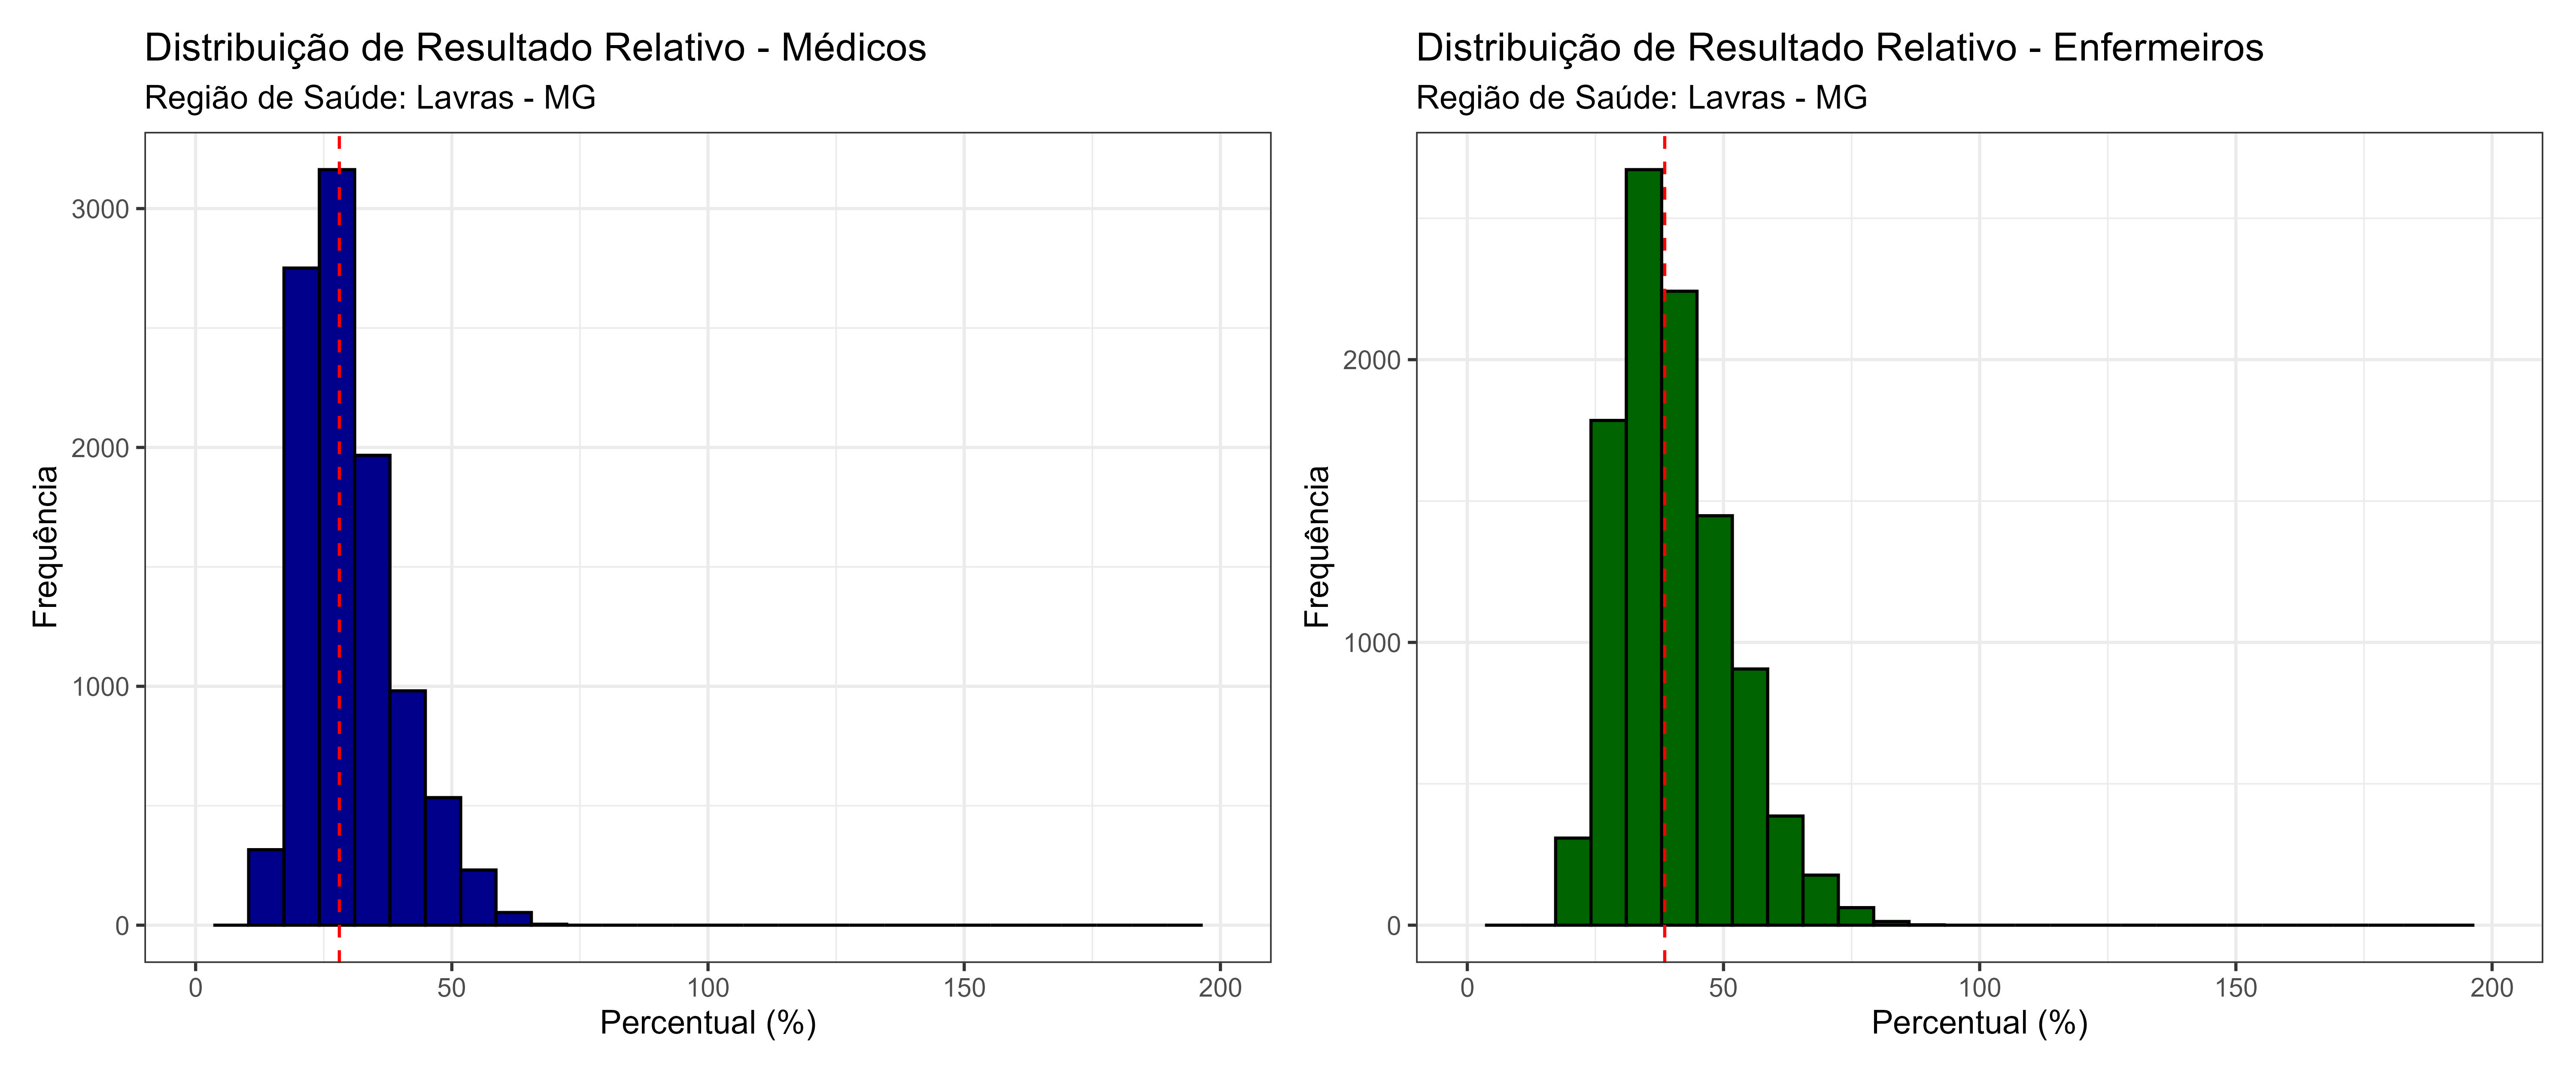 Distribuição de Resultado Relativo - Médicos
Região de Saúde: Lavras - MG
3000
2000
1000
0
Frequência
0 50 100 150 200
Percentual (%)
Distribuição de Resultado Relativo - Enfermeiros
Região de Saúde: Lavras - MG
2000
1000
0
Frequência
0 50 100 150 200
Percentual (%)